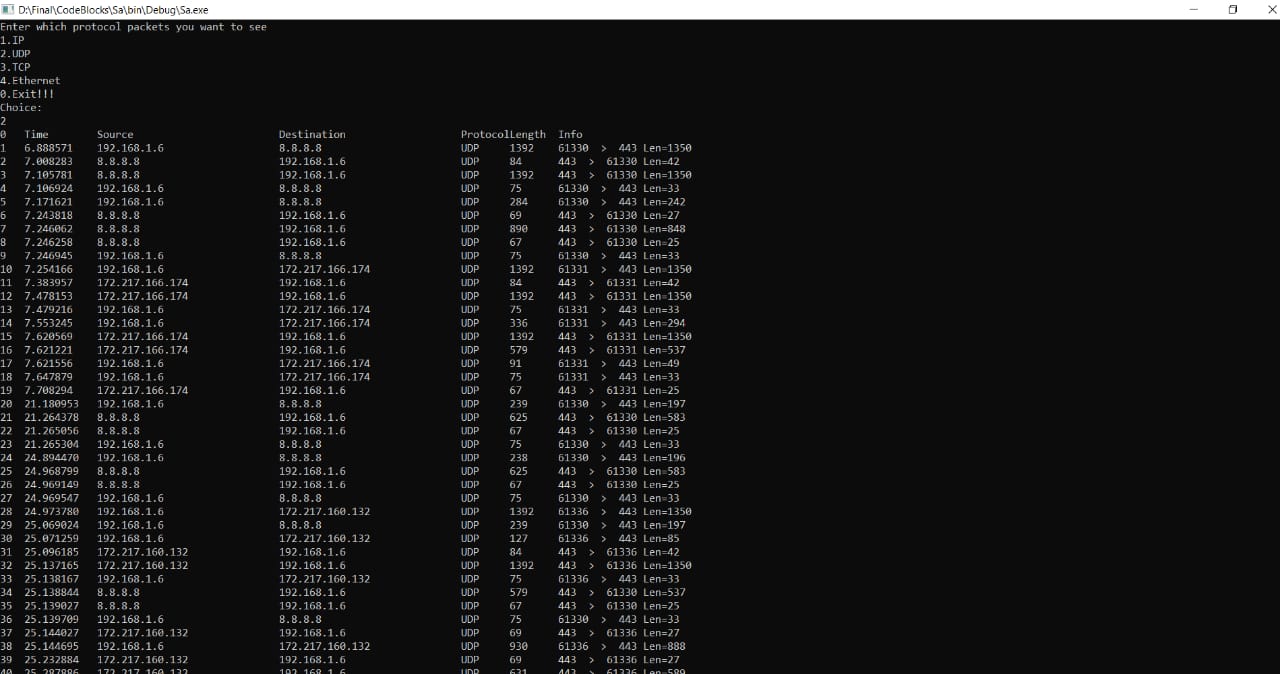 D:\Final\CodeBlocks\Sa\bin\Debug\Sa.exe
Enter which protocol packets you want to see
1.IP
2.UDP
3.TCP
4.Ethernet
0.Exit!!!
Choice:
2
0 Time Source Destination ProtocolLength Info
1 6.888571 192.168.1.6 8.8.8.8 UDP 1392 61330 > 443 Len=1350
2 7.008283 8.8.8.8 192.168.1.6 UDP 84 443 > 61330 Len=42
3 7.105781 8.8.8.8 192.168.1.6 UDP 1392 443 > 61330 Len=1350
4 7.106924 192.168.1.6 8.8.8.8 UDP 75 61330 > 443 Len=33
5 7.171621 192.168.1.6 8.8.8.8 UDP 284 61330 > 443 Len=242
6 7.243818 8.8.8.8 192.168.1.6 UDP 69 443 > 61330 Len=27
7 7.246062 8.8.8.8 192.168.1.6 UDP 890 443 > 61330 Len=848
8 7.246258 8.8.8.8 192.168.1.6 UDP 67 443 > 61330 Len=25
9 7.246945 192.168.1.6 8.8.8.8 UDP 75 61330 > 443 Len=33
10 7.254166 192.168.1.6 172.217.166.174 UDP 1392 61331 > 443 Len=1350
11 7.383957 172.217.166.174 192.168.1.6 UDP 84 443 > 61331 Len=42
12 7.478153 172.217.166.174 192.168.1.6 UDP 1392 443 > 61331 Len=1350
13 7.479216 192.168.1.6 172.217.166.174 UDP 75 61331 > 443 Len=33
14 7.553245 192.168.1.6 172.217.166.174 UDP 336 61331 > 443 Len=294
15 7.620569 172.217.166.174 192.168.1.6 UDP 1392 443 > 61331 Len=1350
16 7.621221 172.217.166.174 192.168.1.6 UDP 579 443 > 61331 Len=537
17 7.621556 192.168.1.6 172.217.166.174 UDP 91 61331 > 443 Len=49
18 7.647879 192.168.1.6 172.217.166.174 UDP 75 61331 > 443 Len=33
19 7.708294 172.217.166.174 192.168.1.6 UDP 67 443 > 61331 Len=25
20 21.180953 192.168.1.6 8.8.8.8 UDP 239 61330 > 443 Len=197
21 21.264378 8.8.8.8 192.168.1.6 UDP 625 443 > 61330 Len=583
22 21.265056 8.8.8.8 192.168.1.6 UDP 67 443 > 61330 Len=25
23 21.265304 192.168.1.6 8.8.8.8 UDP 75 61330 > 443 Len=33
24 24.894470 192.168.1.6 8.8.8.8 UDP 238 61330 > 443 Len=196
25 24.968799 8.8.8.8 192.168.1.6 UDP 625 443 > 61330 Len=583
26 24.969149 8.8.8.8 192.168.1.6 UDP 67 443 > 61330 Len=25
27 24.969547 192.168.1.6 8.8.8.8 UDP 75 61330 > 443 Len=33
28 24.973780 192.168.1.6 172.217.160.132 UDP 1392 61336 > 443 Len=1350
29 25.069024 192.168.1.6 8.8.8.8 UDP 239 61330 > 443 Len=197
30 25.071259 192.168.1.6 172.217.160.132 UDP 127 61336 > 443 Len=85
31 25.096185 172.217.160.132 192.168.1.6 UDP 84 443 > 61336 Len=42
32 25.137165 172.217.160.132 192.168.1.6 UDP 1392 443 > 61336 Len=1350
33 25.138167 192.168.1.6 172.217.160.132 UDP 75 61336 > 443 Len=33
34 25.138844 8.8.8.8 192.168.1.6 UDP 579 443 > 61330 Len=537
35 25.139027 8.8.8.8 192.168.1.6 UDP 67 443 > 61330 Len=25
36 25.139709 192.168.1.6 8.8.8.8 UDP 75 61330 > 443 Len=33
37 25.144027 172.217.160.132 192.168.1.6 UDP 69 443 > 61336 Len=27
38 25.144695 192.168.1.6 172.217.160.132 UDP 930 61336 > 443 Len=888
39 25.232884 172.217.160.132 192.168.1.6 UDP 69 443 > 61336 Len=27
40 25.287886 172.217.160.132 192.168.1.6 UDP 631 443 > 61336 Len=589